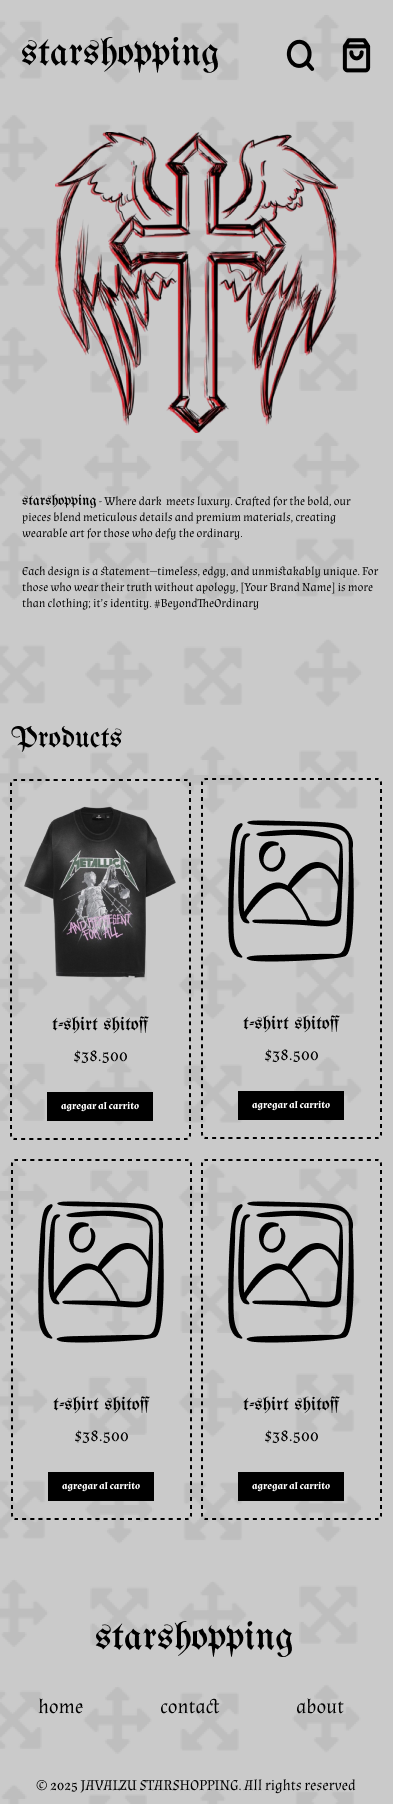 starshopping
starshopping - Where dark meets luxury. Crafted for the bold, our
pieces blend meticulous details and premium materials, creating
wearable art for those who defy the ordinary.
Each design is a statement—timeless, edgy, and unmistakably unique. For
those who wear their truth without apology, [Your Brand Name] is more
than clothing; it's identity. #BeyondTheOrdinary
Products
METALLICA
t-shirt shitoff
$38.500
agregar al carrito
t-shirt shitoff
$38.500
agregar al carrito
t-shirt shitoff
$38.500
agregar al carrito
t-shirt shitoff
$38.500
agregar al carrito
starshopping
home contact about
© 2025 JAVALZU STARSHOPPING. All rights reserved